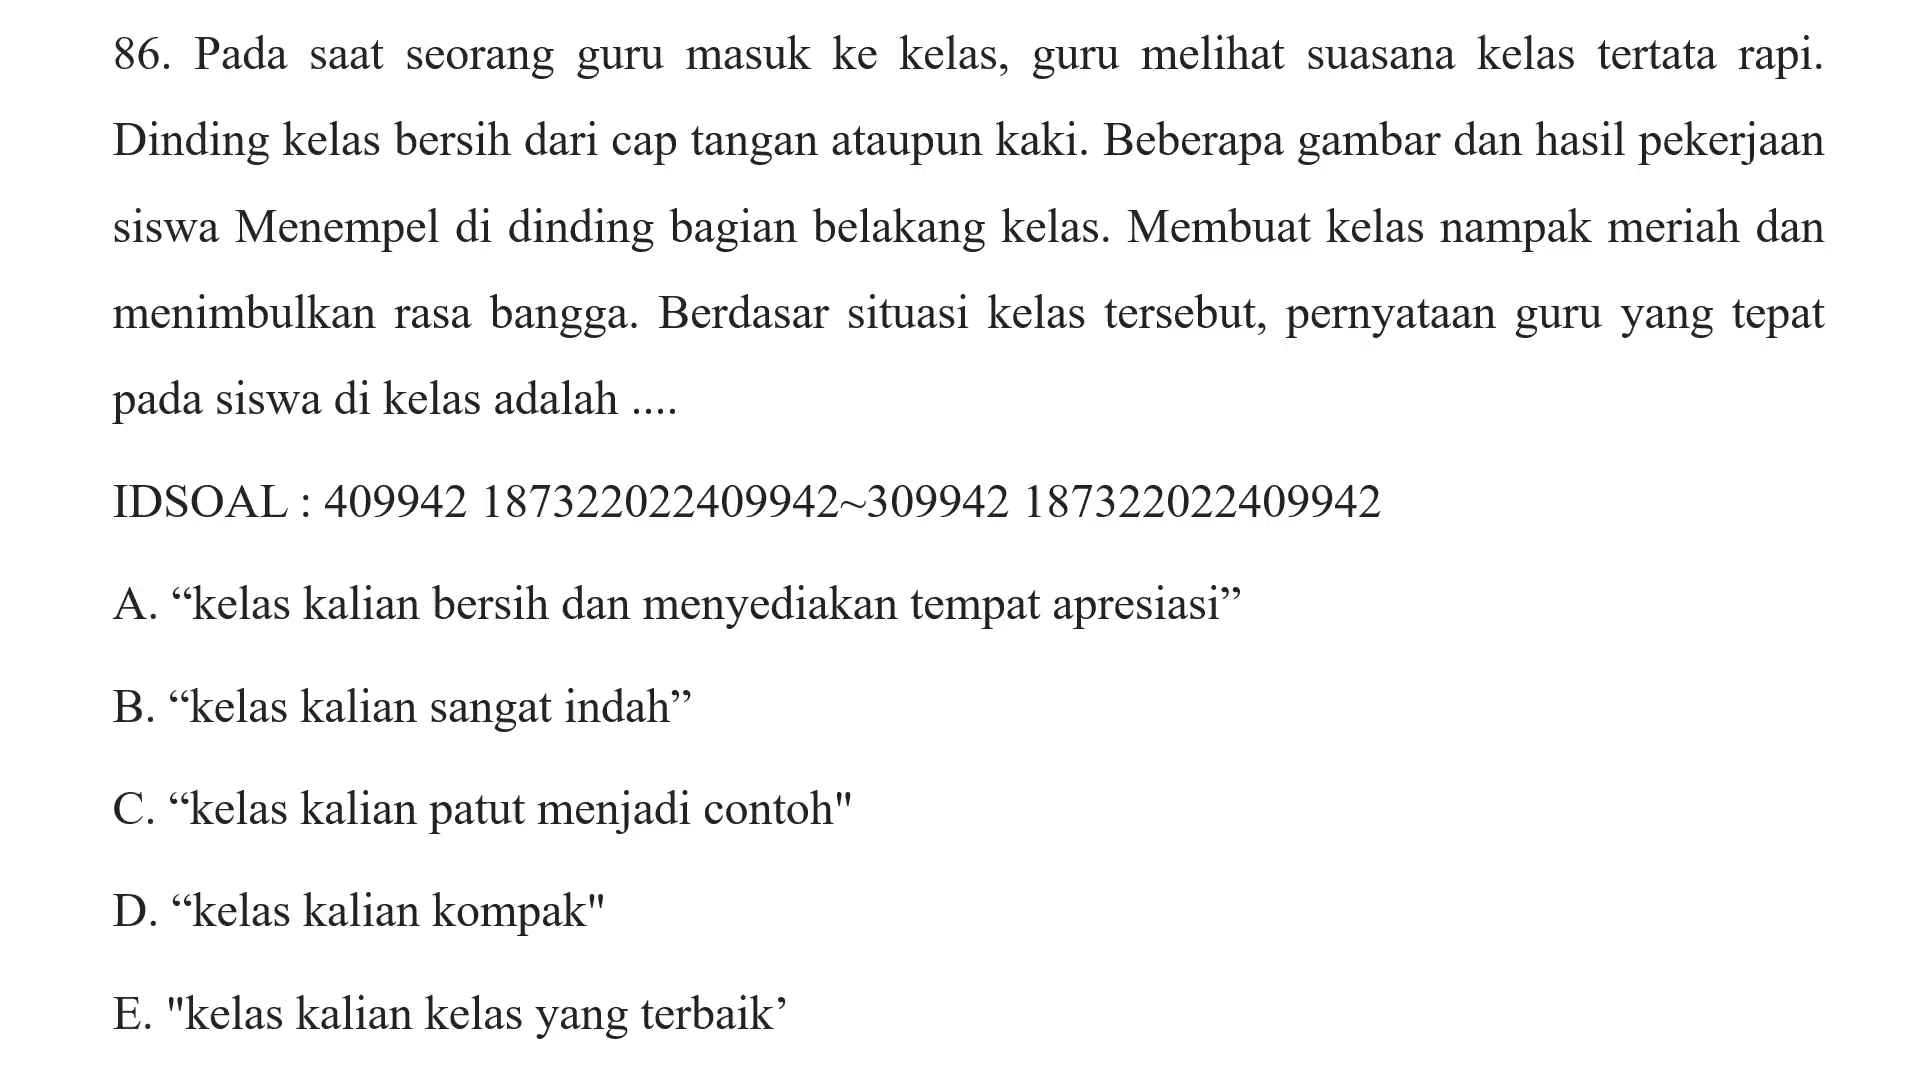 86. Pada saat seorang guru masuk ke kelas, guru melihat suasana kelas tertata rapi.
Dinding kelas bersih dari cap tangan ataupun kaki. Beberapa gambar dan hasil pekerjaan
siswa Menempel di dinding bagian belakang kelas. Membuat kelas nampak meriah dan
menimbulkan rasa bangga. Berdasar situasi kelas tersebut, pernyataan guru yang tepat
pada siswa di kelas adalah ....
IDSOAL : 409942 187322022409942~309942 187322022409942
A. “kelas kalian bersih dan menyediakan tempat apresiasi”
B. “kelas kalian sangat indah”
C. “kelas kalian patut menjadi contoh"
D. “kelas kalian kompak"
E. "kelas kalian kelas yang terbaik’